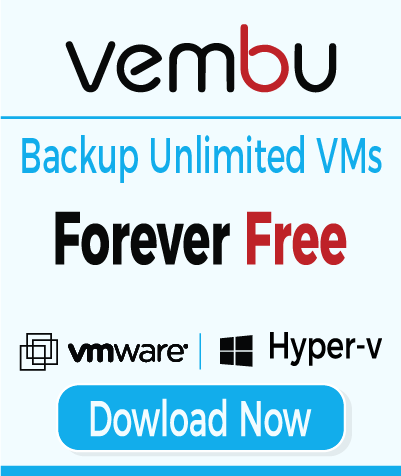 vembu
Backup Unlimited VMs
Forever Free
vmware | Hyper-v
Dowload Now